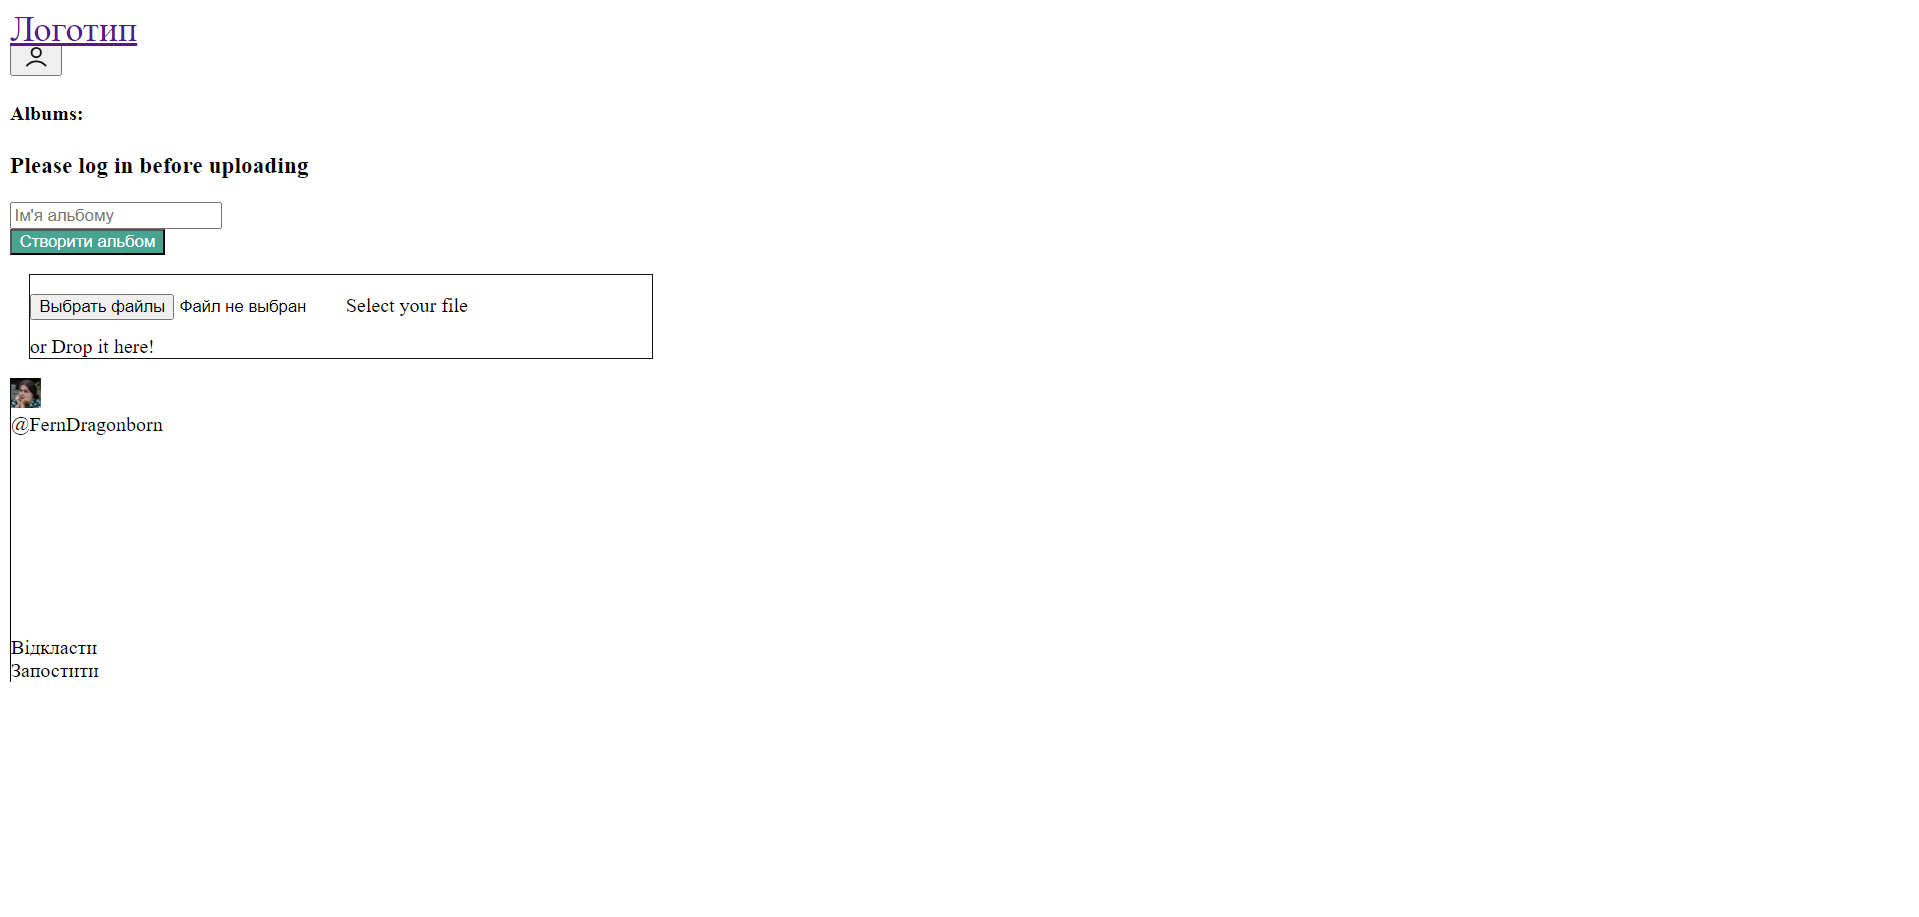 Логотип
Albums:
Please log in before uploading
Ім'я альбому
Створити альбом
Выбрать файлы Файл не выбран Select your file
or Drop it here!
@FernDragonborn
Відкласти
Запостити